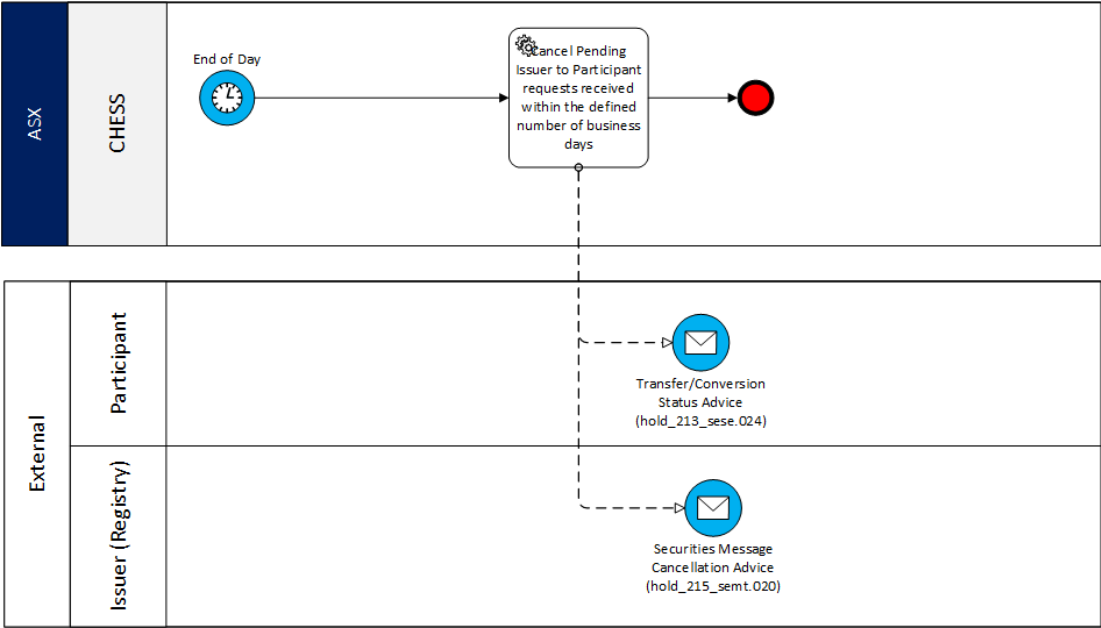 ASX
CHESS
End of Day
Cancel Pending
Issuer to Participant
requests received
within the defined
number of business
days
External
Participant
Transfer/Conversion
Status Advice
(hold_213_sese.024)
Issuer (Registry)
Securities Message
Cancellation Advice
(hold_215_semt.020)